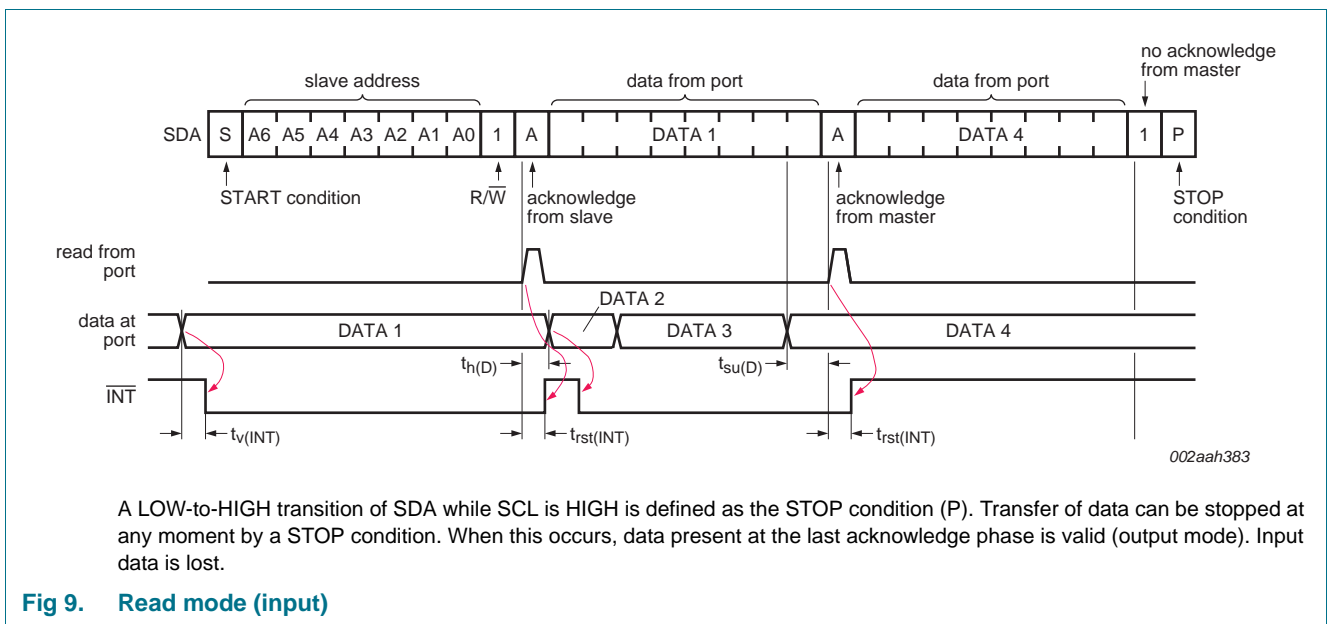 no acknowledge
from master
slave address
data from port
data from port
SDA S A6 A5 A4 A3 A2 A1 A0 1 A DATA 1 A DATA 4 1 P
START condition
R/W̅
acknowledge
from slave
acknowledge
from master
STOP
condition
read from
port
DATA 2
data at
port
DATA 1
DATA 3
DATA 4
th(D)
tsu(D)
I̅N̅T̅
tv(INT)
trst(INT)
trst(INT)
002aah383
A LOW-to-HIGH transition of SDA while SCL is HIGH is defined as the STOP condition (P). Transfer of data can be stopped at
any moment by a STOP condition. When this occurs, data present at the last acknowledge phase is valid (output mode). Input
data is lost.
Fig 9. Read mode (input)